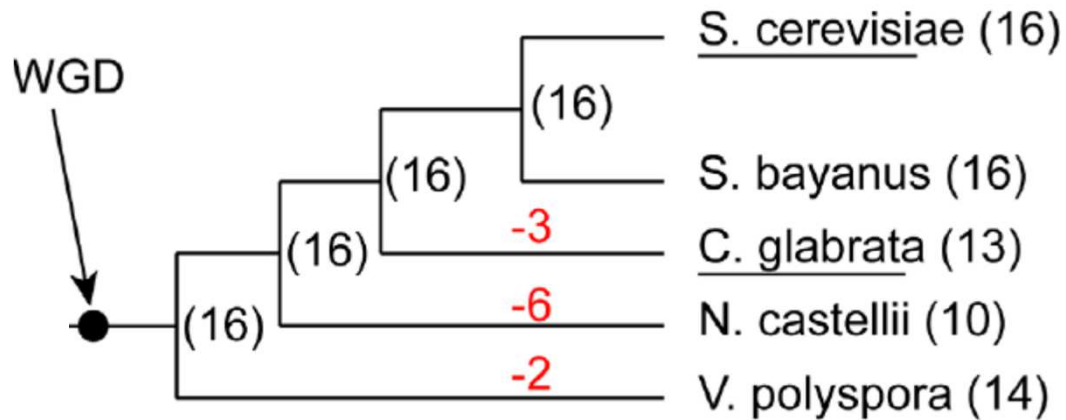 S. cerevisiae (16)
WGD
(16)
(16)
S. bayanus (16)
-3
(16)
C. glabrata (13)
-6
(16)
N. castellii (10)
-2
V. polyspora (14)